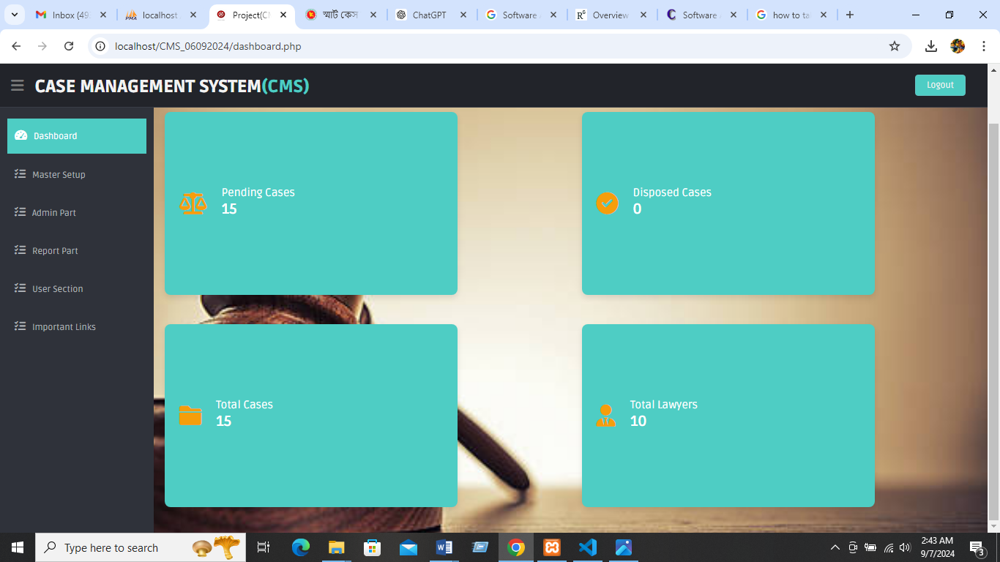 Inbox (49
localhost
Project(C
স্মার্ট কেস
ChatGPT
Software
Overview
Software
how to ta
localhost/CMS_06092024/dashboard.php
CASE MANAGEMENT SYSTEM(CMS)
Logout
Dashboard
Master Setup
Admin Part
Report Part
User Section
Important Links
Pending Cases
15
Disposed Cases
0
Total Cases
15
Total Lawyers
10
Type here to search
2:43 AM
9/7/2024
3